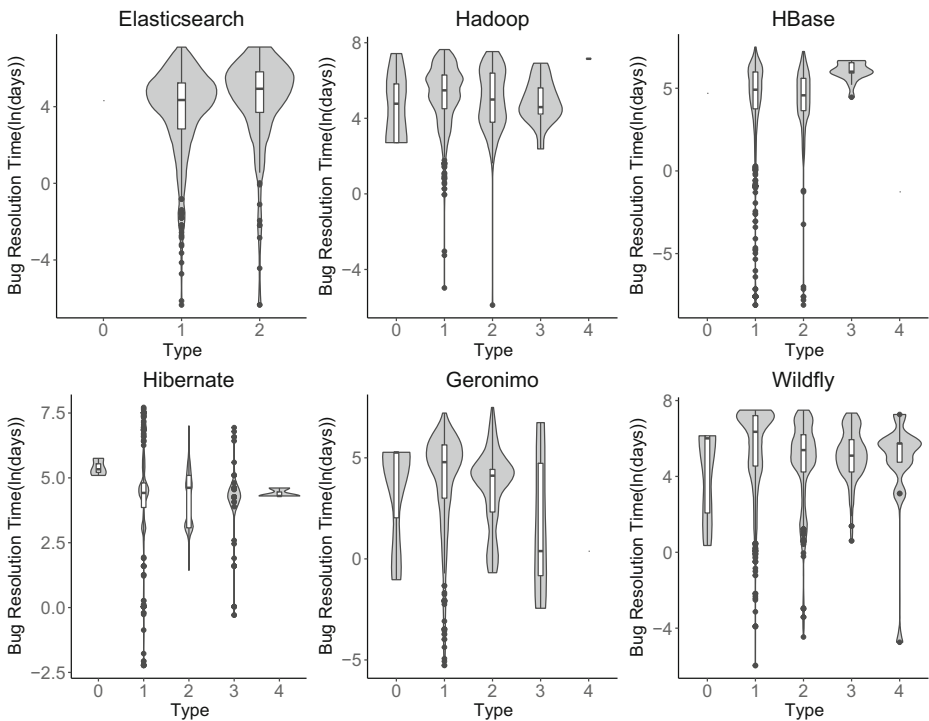 Elasticsearch
Bug Resolution Time(ln(days))
4
0
−4
0 1 2
Type
Hadoop
Bug Resolution Time(ln(days))
8
4
0
−4
0 1 2 3 4
Type
HBase
Bug Resolution Time(ln(days))
5
0
−5
0 1 2 3 4
Type
Hibernate
Bug Resolution Time(ln(days))
7.5
5.0
2.5
0.0
−2.5
0 1 2 3 4
Type
Geronimo
Bug Resolution Time(ln(days))
5
0
−5
0 1 2 3 4
Type
Wildfly
Bug Resolution Time(ln(days))
8
4
0
−4
0 1 2 3 4
Type